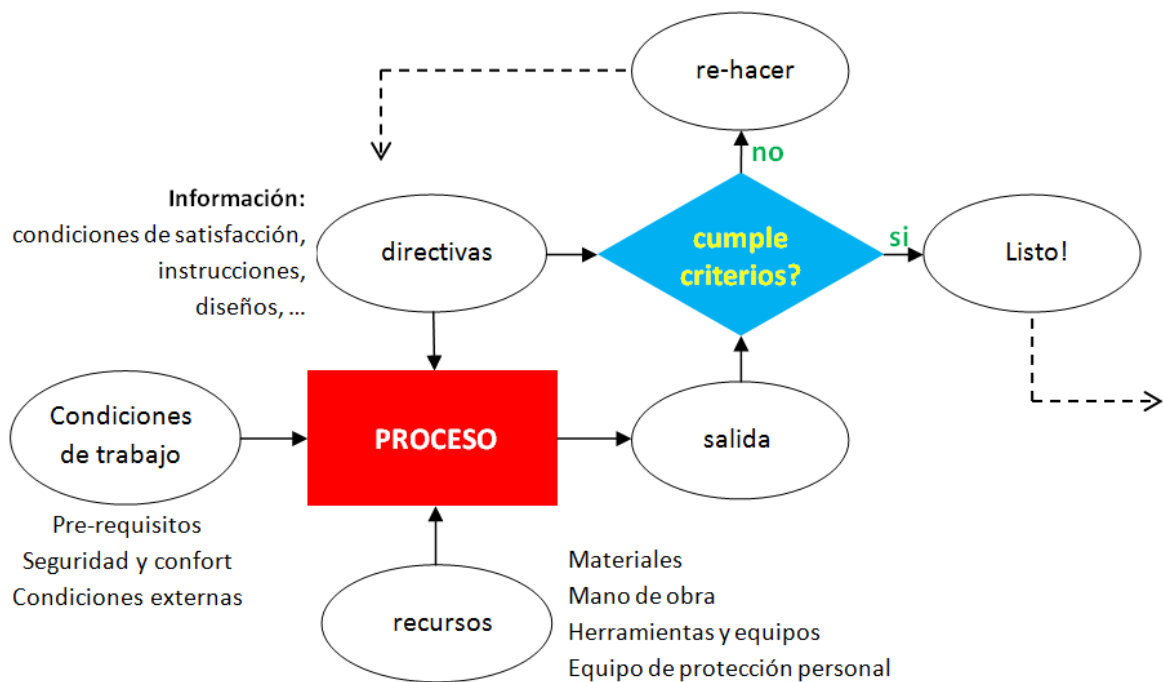 re-hacer
no
Información:
condiciones de satisfacción,
instrucciones,
diseños, ...
directivas
cumple
criterios?
si
Listo!
Condiciones
de trabajo
PROCESO
salida
Pre-requisitos
Seguridad y confort
Condiciones externas
recursos
Materiales
Mano de obra
Herramientas y equipos
Equipo de protección personal